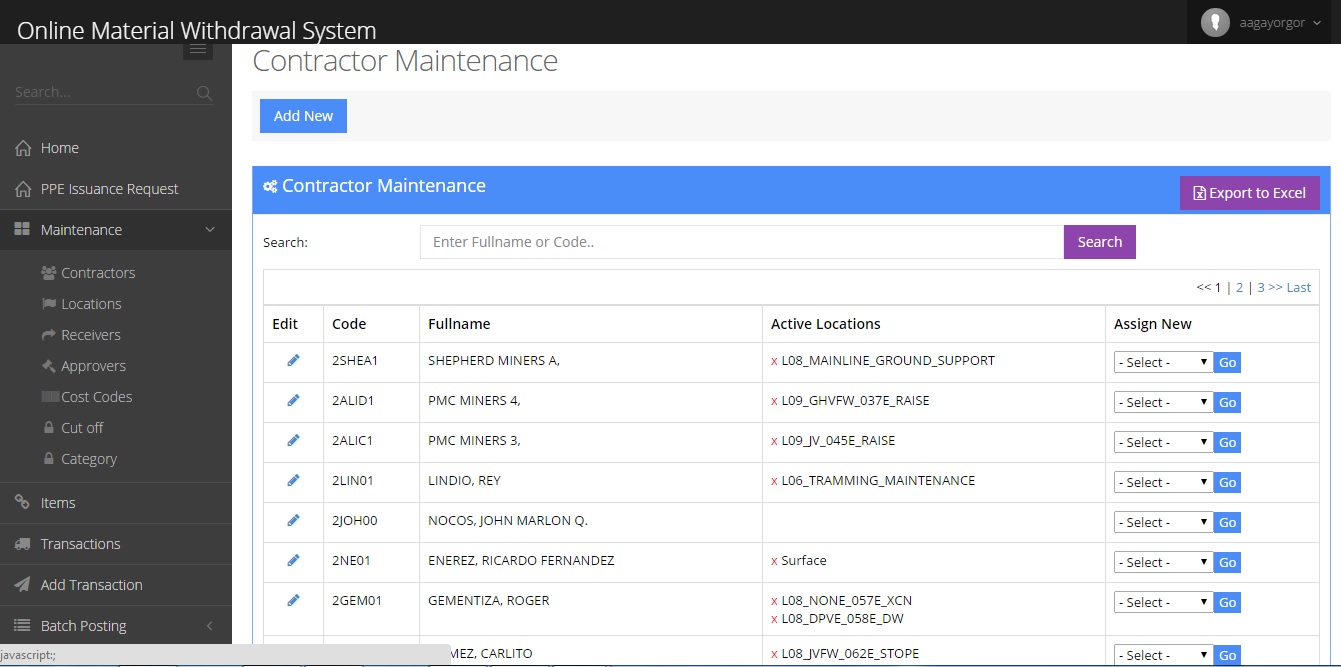 Online Material Withdrawal System
aagayorgor
Search...
Home
PPE Issuance Request
Maintenance
Contractors
Locations
Receivers
Approvers
Cost Codes
Cut off
Category
Items
Transactions
Add Transaction
Batch Posting
javascript:;
Contractor Maintenance
Add New
Contractor Maintenance
Export to Excel
Search: Enter Fullname or Code.. Search
<< 1 | 2 | 3 >> Last
Edit Code Fullname Active Locations Assign New
2SHEA1 SHEPHERD MINERS A, x L08_MAINLINE_GROUND_SUPPORT - Select - Go
2ALID1 PMC MINERS 4, x L09_GHVFW_037E_RAISE - Select - Go
2ALIC1 PMC MINERS 3, x L09_JV_045E_RAISE - Select - Go
2LIN01 LINDIO, REY x L06_TRAMMING_MAINTENANCE - Select - Go
2JOH00 NOCOS, JOHN MARLON Q. - Select - Go
2NE01 ENEREZ, RICARDO FERNANDEZ x Surface - Select - Go
2GEM01 GEMENTIZA, ROGER x L08_NONE_057E_XCN - Select - Go
x L08_DPVE_058E_DW
MEZ, CARLITO x L08_JVFW_062E_STOPE - Select - Go